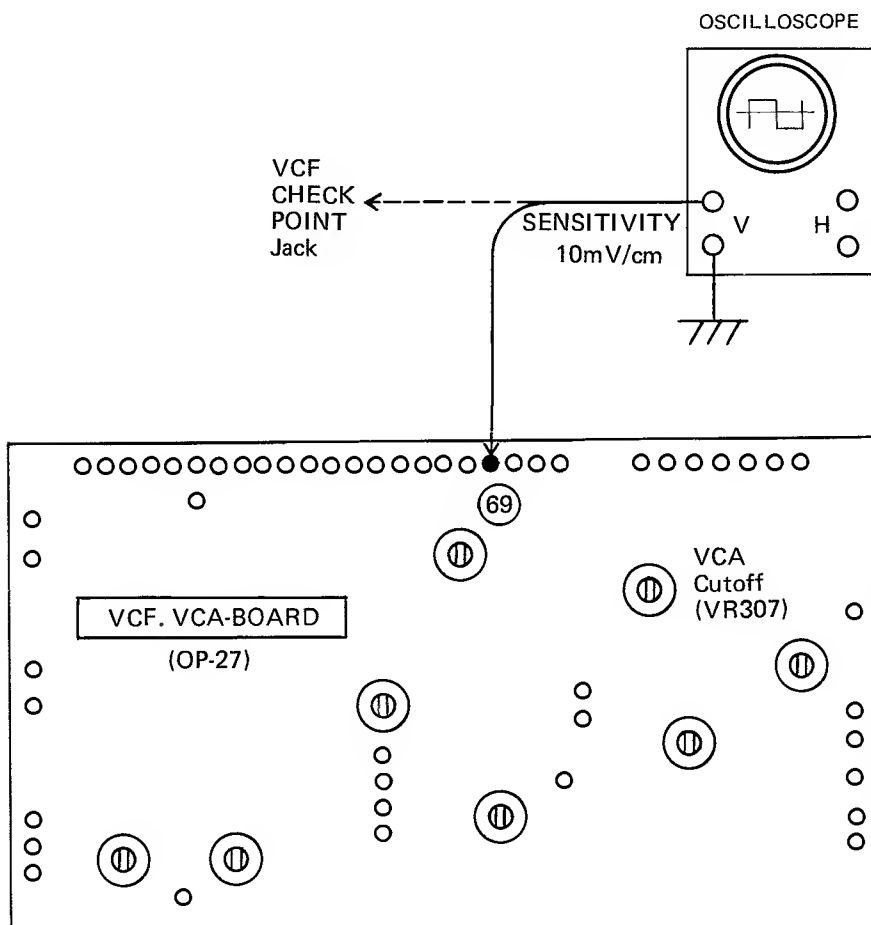 OSCILLOSCOPE
VCF
CHECK
POINT
Jack
SENSITIVITY
10mV/cm
V
H
69
VCA
Cutoff
(VR307)
VCF. VCA-BOARD
(OP-27)